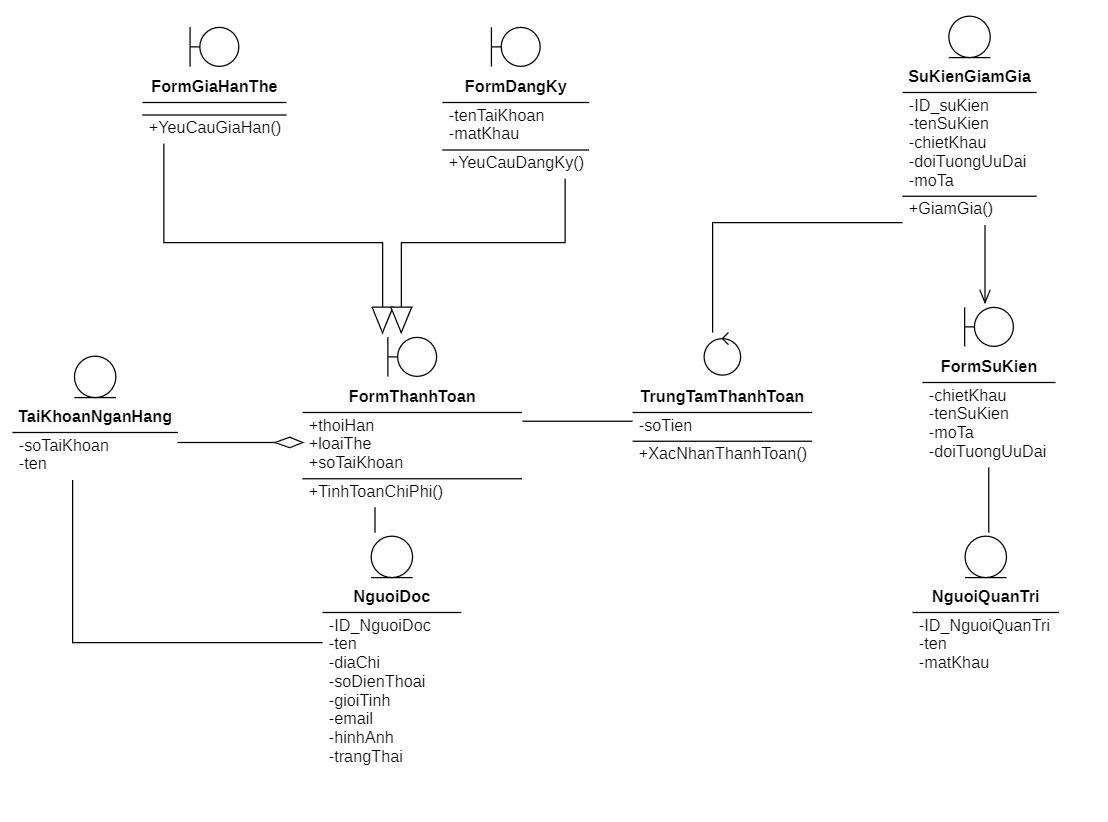 FormGiaHanThe
+YeuCauGiaHan()
FormDangKy
-tenTaiKhoan
-matKhau
+YeuCauDangKy()
SuKienGiamGia
-ID_suKien
-tenSuKien
-chietKhau
-doiTuongUuDai
-moTa
+GiamGia()
TaiKhoanNganHang
-soTaiKhoan
-ten
FormThanhToan
+thoiHan
+loaiThe
+soTaiKhoan
+TinhToanChiPhi()
TrungTamThanhToan
-soTien
+XacNhanThanhToan()
FormSuKien
-chietKhau
-tenSuKien
-moTa
-doiTuongUuDai
NguoiDoc
-ID_NguoiDoc
-ten
-diaChi
-soDienThoai
-gioiTinh
-email
-hinhAnh
-trangThai
NguoiQuanTri
-ID_NguoiQuanTri
-ten
-matKhau